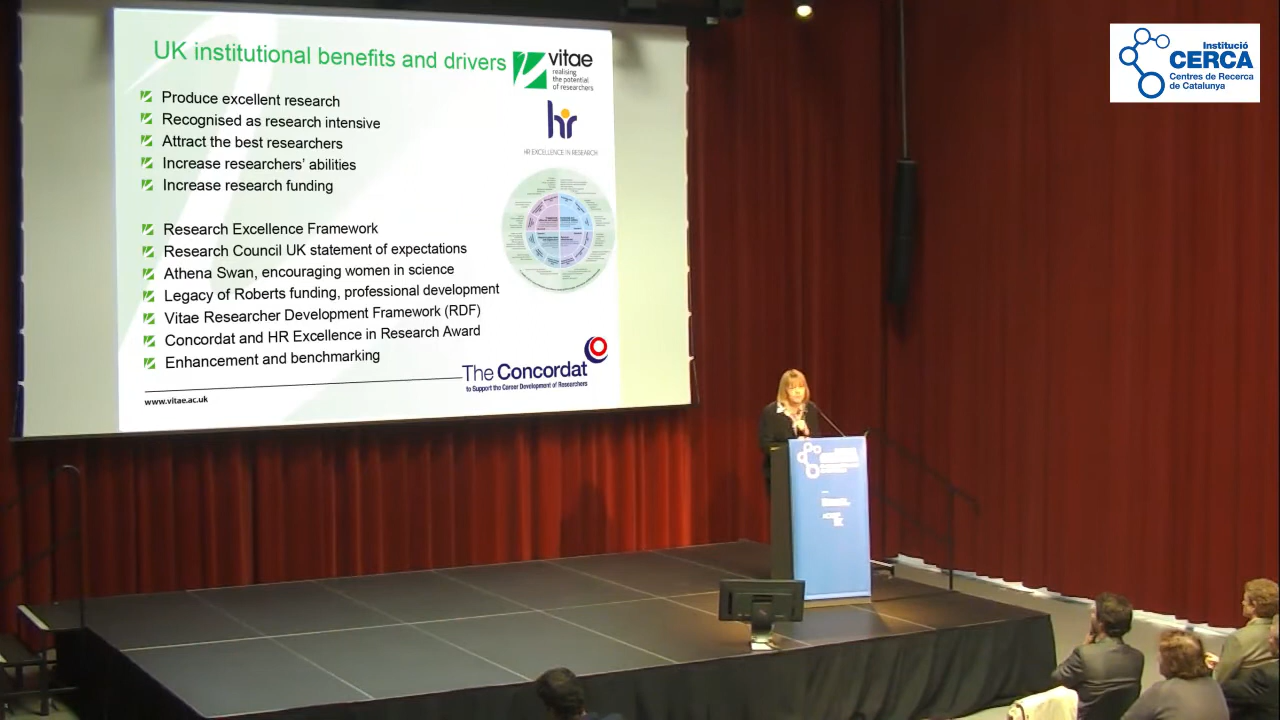 UK institutional benefits and drivers
vitae
realising
the potential
of researchers
Produce excellent research
Recognised as research intensive
Attract the best researchers
Increase researchers' abilities
Increase research funding
hr
HR EXCELLENCE IN RESEARCH
Research Excellence Framework
Research Council UK statement of expectations
Athena Swan, encouraging women in science
Legacy of Roberts funding, professional development
Vitae Researcher Development Framework (RDF)
Concordat and HR Excellence in Research Award
Enhancement and benchmarking
The Concordat
to Support the Career Development of Researchers
www.vitae.ac.uk
Institució
CERCA
Centres de Recerca
de Catalunya